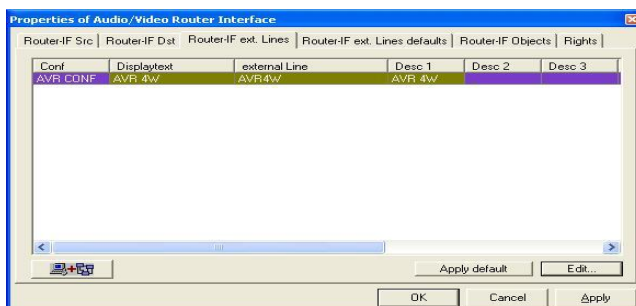 Properties of Audio/Video Router Interface
Router-IF Src Router-IF Dst Router-IF ext. Lines Router-IF ext. Lines defaults Router-IF Objects Rights
Conf Displaytext external Line Desc 1 Desc 2 Desc 3
AVR CONF AVR 4W AVR4W AVR 4W
Apply default Edit...
OK Cancel Apply